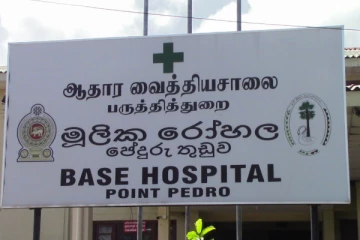 ஆதார வைத்தியசாலை
பருத்தித்துறை
මූලික රෝහල
පේදුරු තුඩුව
BASE HOSPITAL
POINT PEDRO